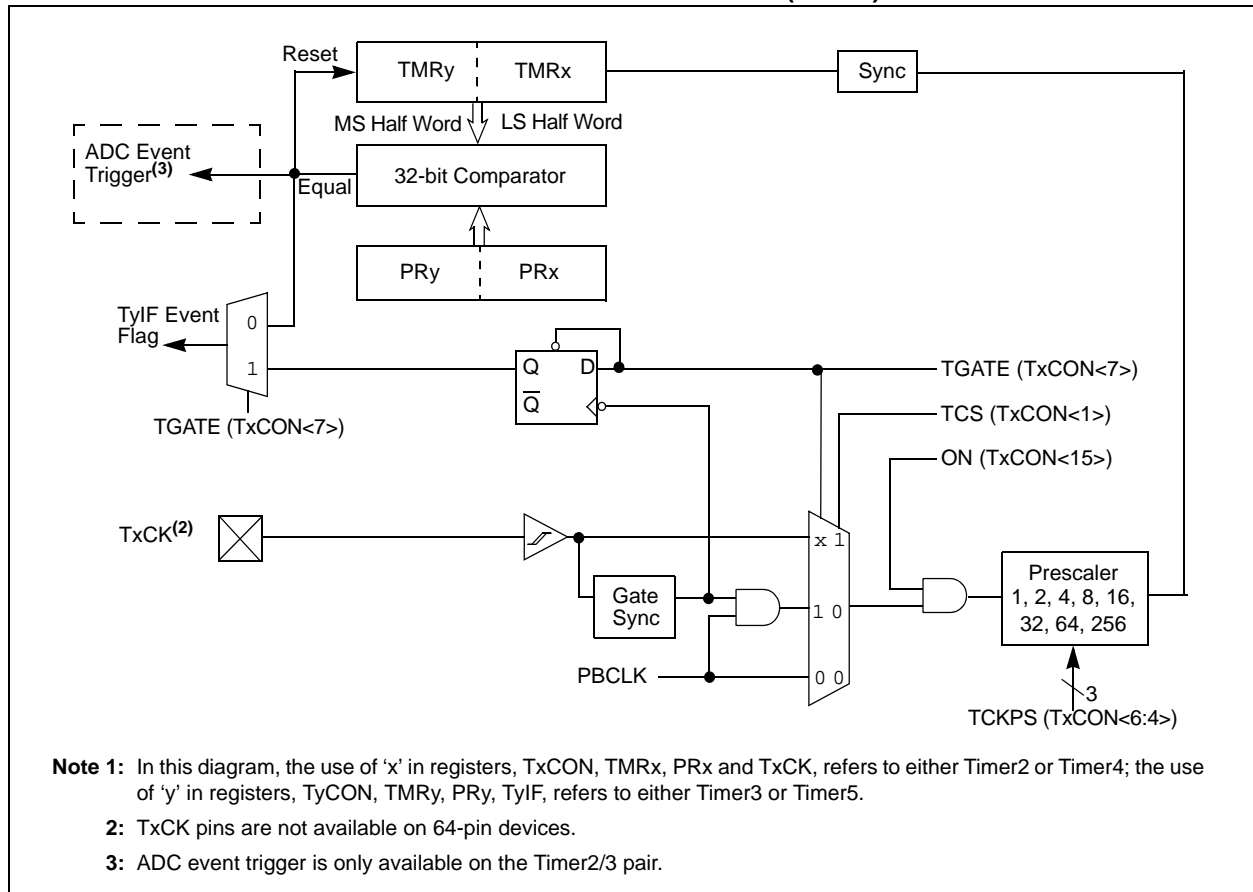 Reset
TMRy TMRx
Sync
MS Half Word LS Half Word
ADC Event
Trigger(3)
Equal
32-bit Comparator
PRy PRx
TyIF Event
Flag
0
1
TGATE (TxCON<7>)
Q D
Q
TGATE (TxCON<7>)
TCS (TxCON<1>)
ON (TxCON<15>)
TxCK(2)
x 1
Gate
Sync
1 0
Prescaler
1, 2, 4, 8, 16,
32, 64, 256
PBCLK
0 0
3
TCKPS (TxCON<6:4>)
Note 1: In this diagram, the use of ‘x’ in registers, TxCON, TMRx, PRx and TxCK, refers to either Timer2 or Timer4; the use
of ‘y’ in registers, TyCON, TMRy, PRy, TyIF, refers to either Timer3 or Timer5.
2: TxCK pins are not available on 64-pin devices.
3: ADC event trigger is only available on the Timer2/3 pair.